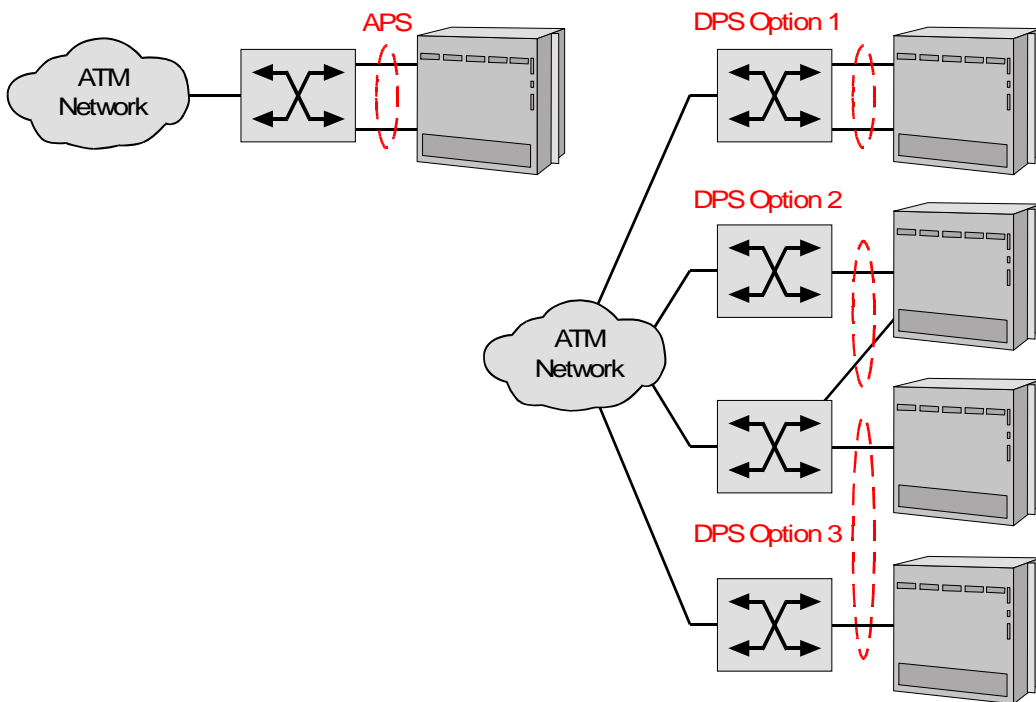 APS
ATM
Network
DPS Option 1
DPS Option 2
ATM
Network
DPS Option 3